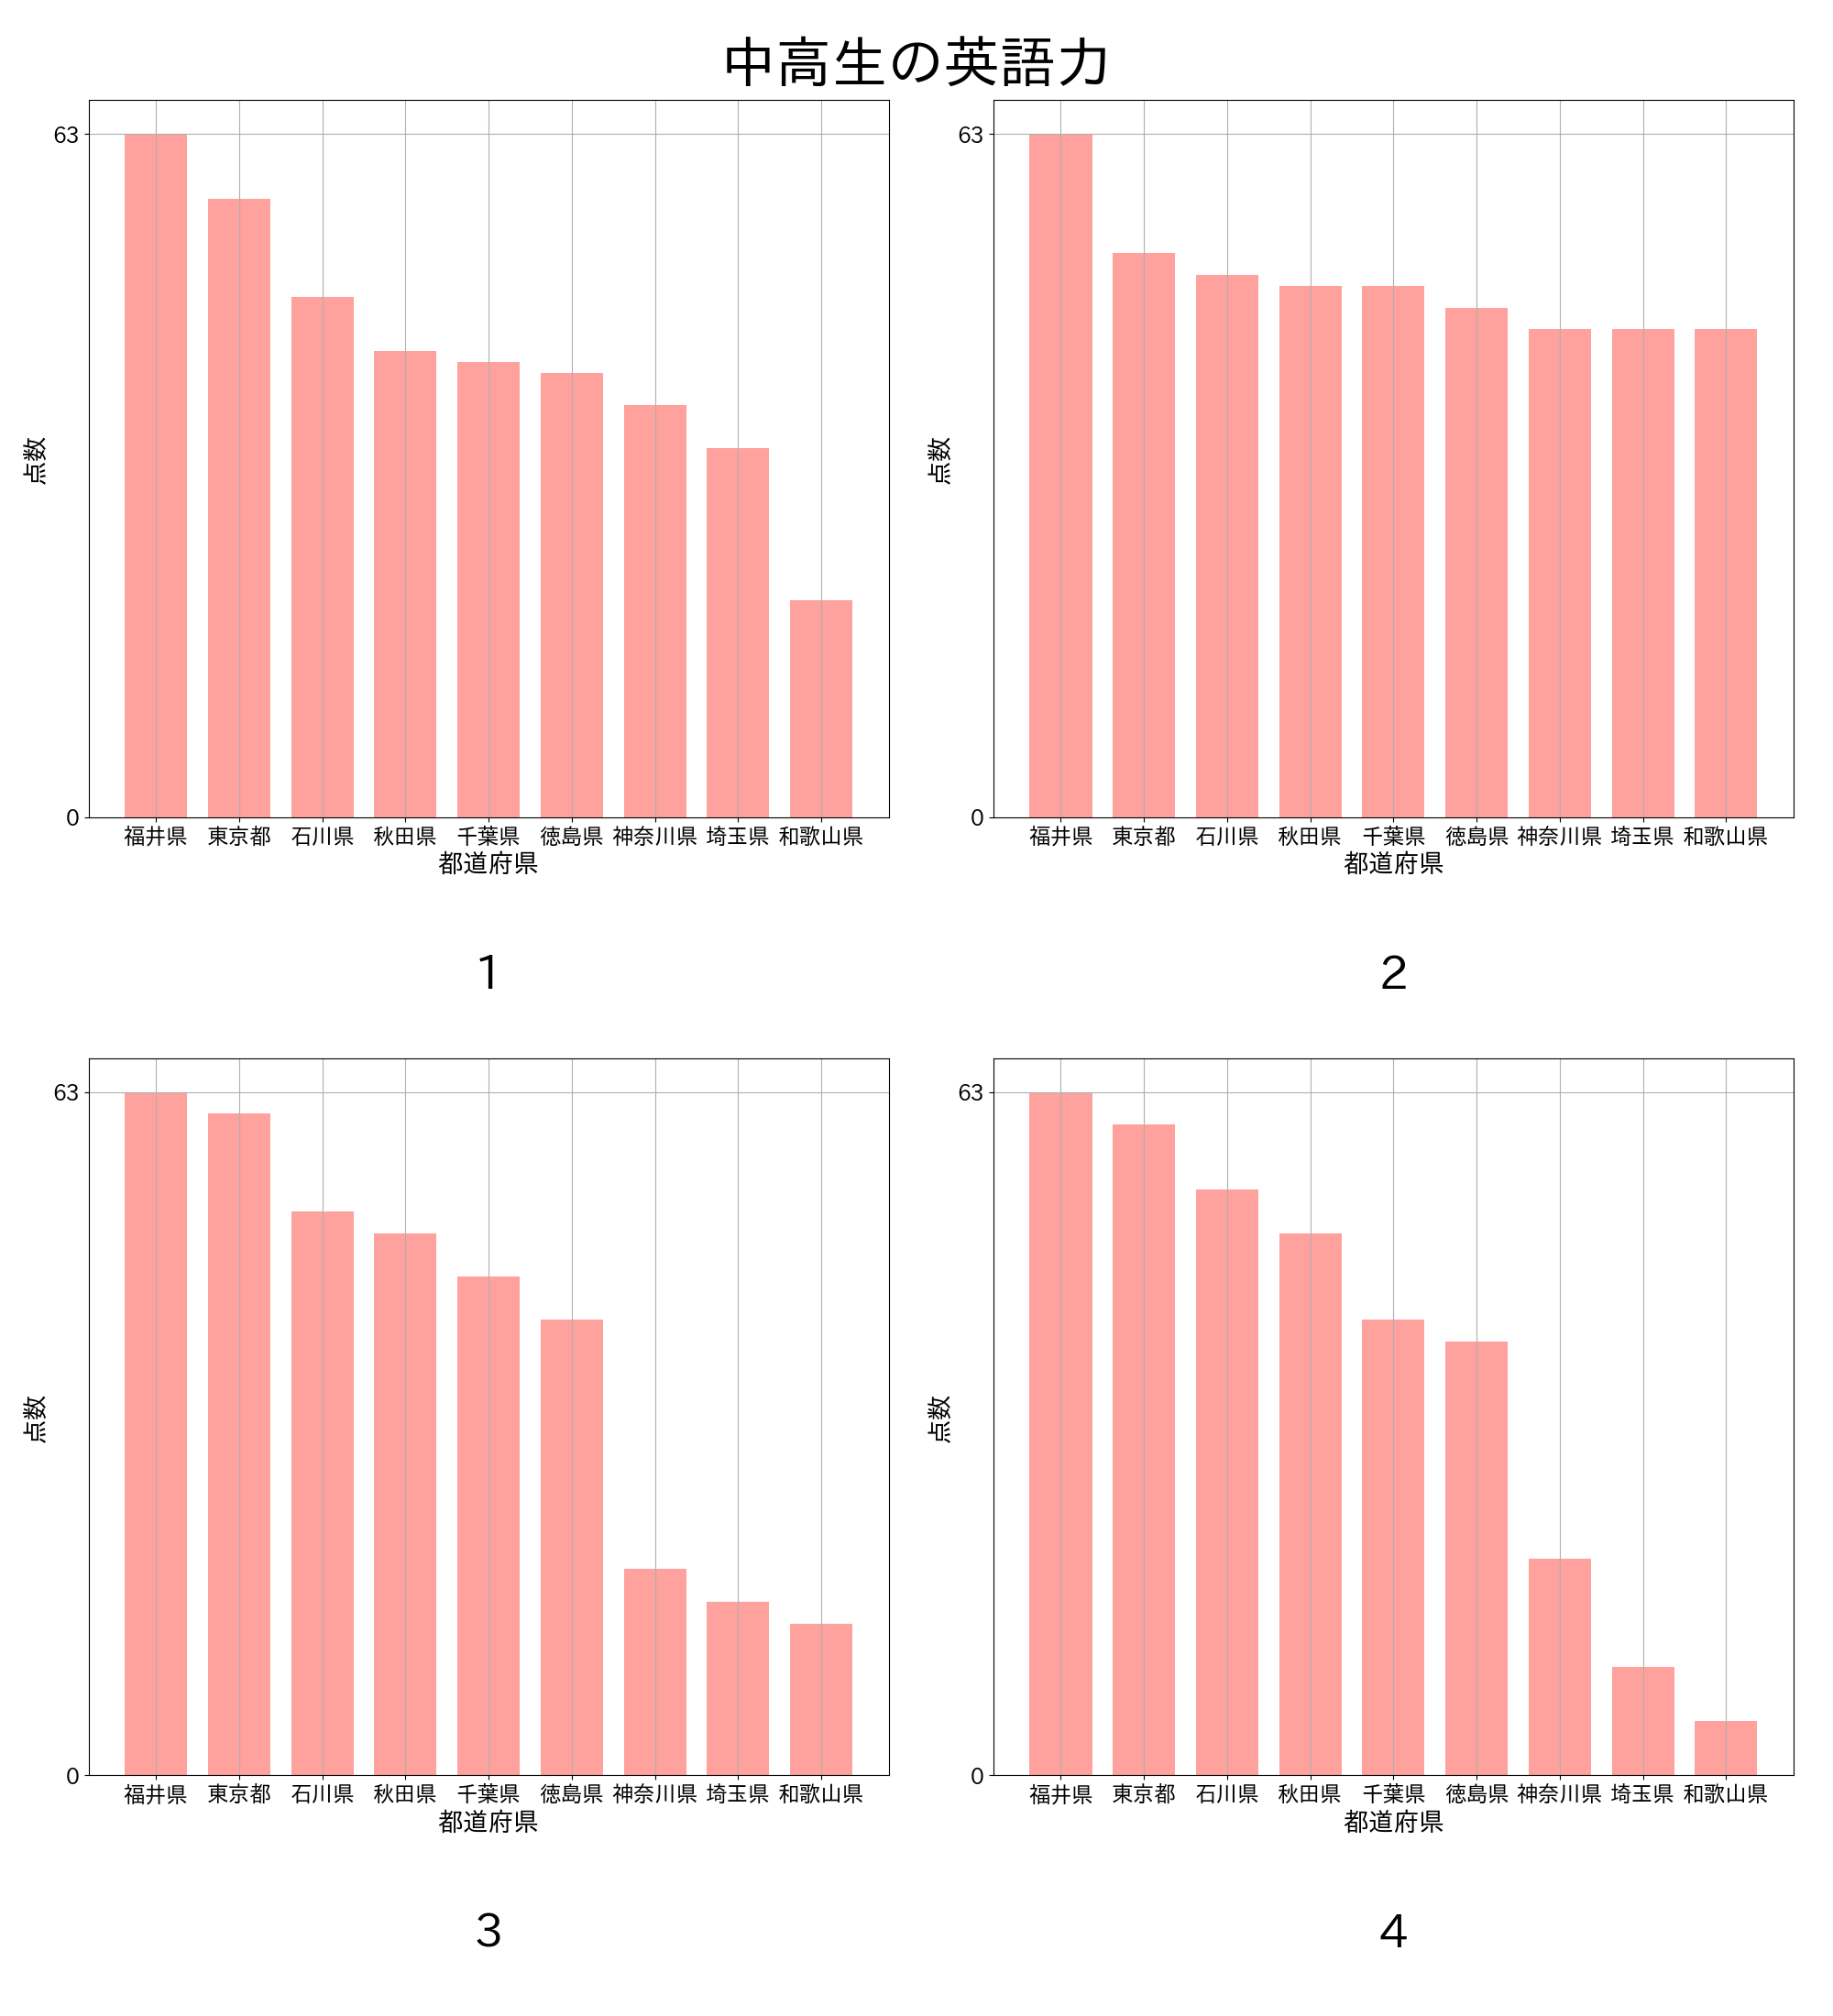 中高生の英語力
63
0
点数
福井県 東京都 石川県 秋田県 千葉県 徳島県 神奈川県 埼玉県 和歌山県
都道府県
1
63
0
点数
福井県 東京都 石川県 秋田県 千葉県 徳島県 神奈川県 埼玉県 和歌山県
都道府県
2
63
0
点数
福井県 東京都 石川県 秋田県 千葉県 徳島県 神奈川県 埼玉県 和歌山県
都道府県
3
63
0
点数
福井県 東京都 石川県 秋田県 千葉県 徳島県 神奈川県 埼玉県 和歌山県
都道府県
4